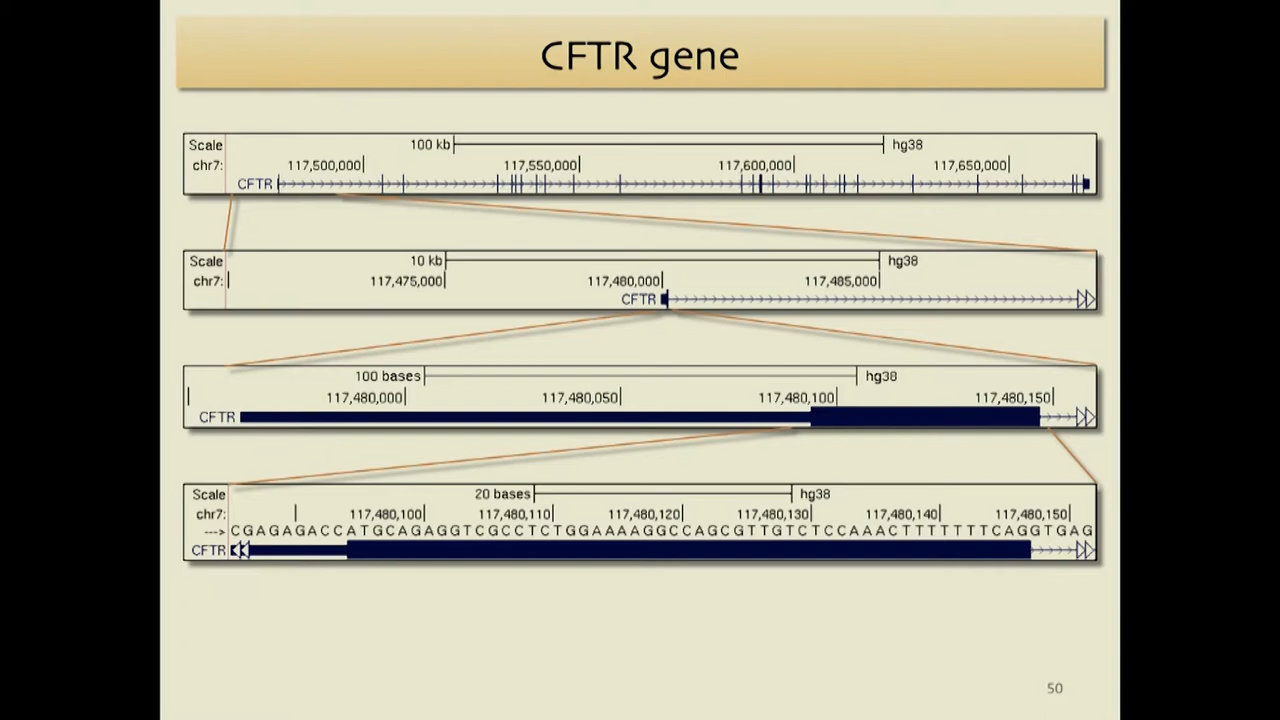 CFTR gene
Scale 100 kb hg38
chr7: 117,500,000 117,550,000 117,600,000 117,650,000
CFTR
Scale 10 kb hg38
chr7: 117,475,000 117,480,000 117,485,000
CFTR
100 bases hg38
117,480,000 117,480,050 117,480,100 117,480,150
CFTR
Scale 20 bases hg38
chr7: 117,480,100 117,480,110 117,480,120 117,480,130 117,480,140 117,480,150
---> CGAGAGACCATGCAGAGGTCGCCTCTGGAAAAGGCCAGCGTTGTCTCCAAACTTTTTTTCAGGTGAG
CFTR
50